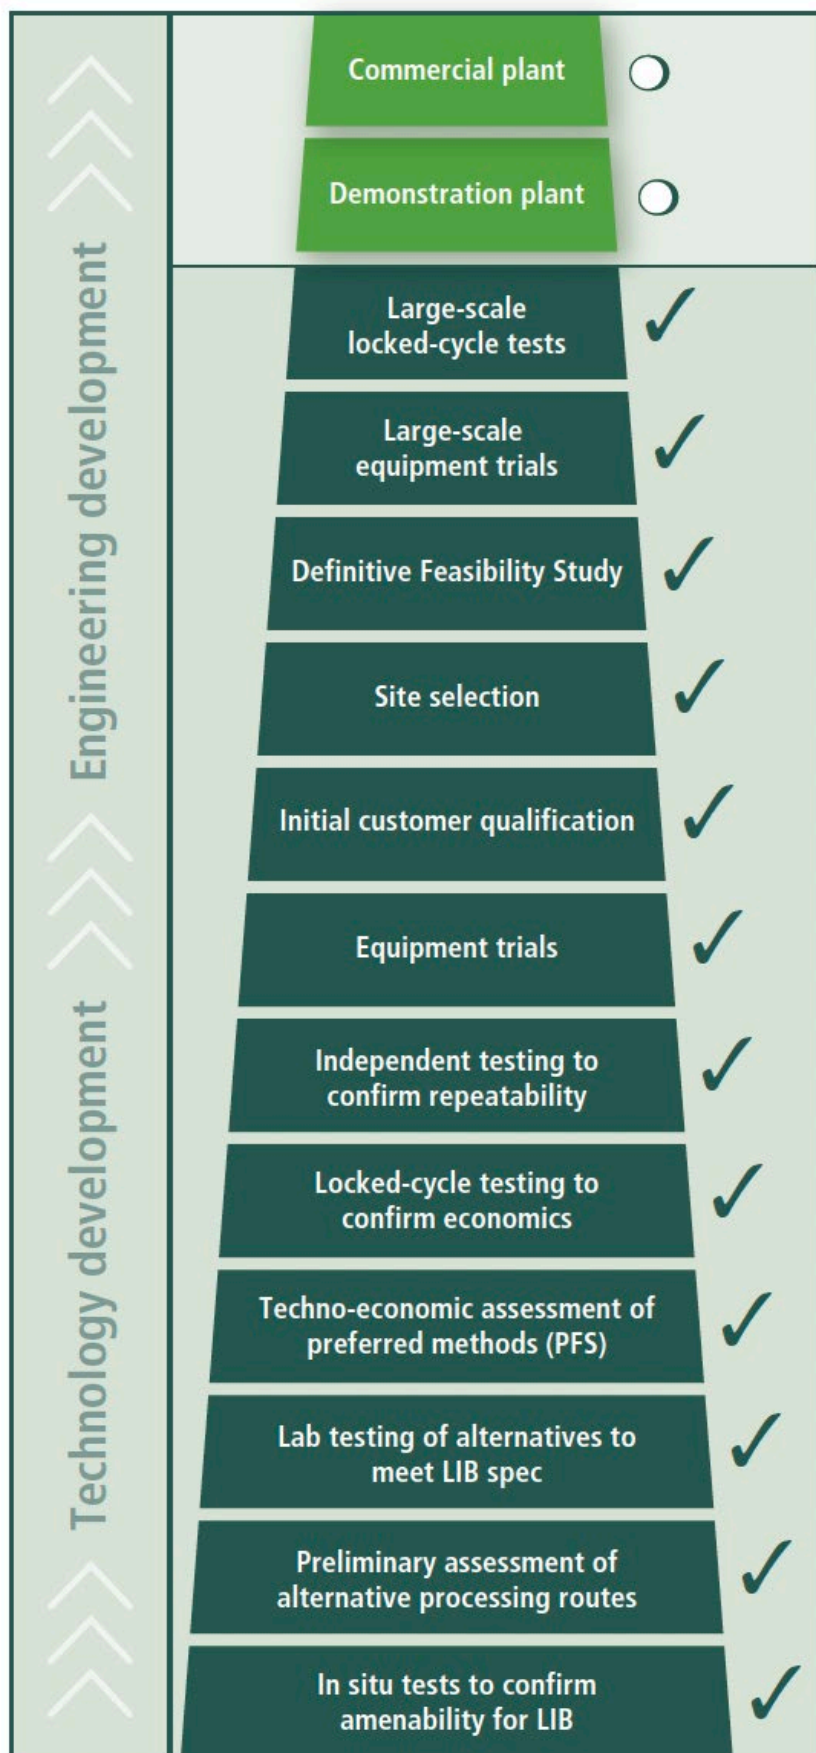 Commercial plant
Demonstration plant
Large-scale
locked-cycle tests
Large-scale
equipment trials
Definitive Feasibility Study
Site selection
Initial customer qualification
Equipment trials
Independent testing to
confirm repeatability
Locked-cycle testing to
confirm economics
Techno-economic assessment of
preferred methods (PFS)
Lab testing of alternatives to
meet LIB spec
Preliminary assessment of
alternative processing routes
In situ tests to confirm
amenability for LIB
Engineering development
Technology development